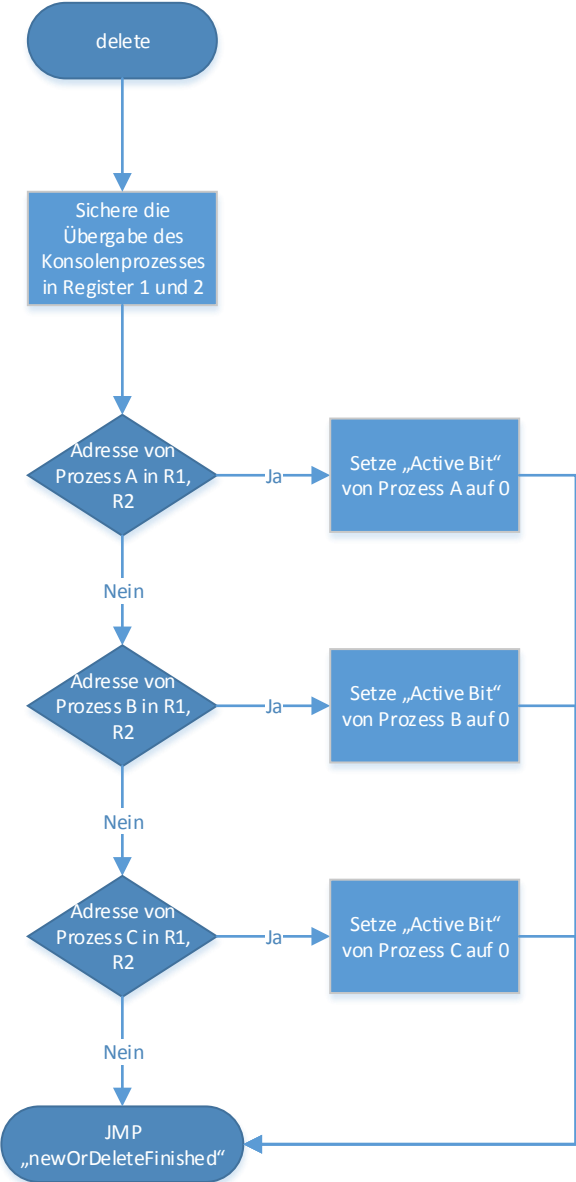 delete
Sichere die
Übergabe des
Konsolenprozesses
in Register 1 und 2
Adresse von
Prozess A in R1,
R2
Ja
Setze „Active Bit“
von Prozess A auf 0
Nein
Adresse von
Prozess B in R1,
R2
Ja
Setze „Active Bit“
von Prozess B auf 0
Nein
Adresse von
Prozess C in R1,
R2
Ja
Setze „Active Bit“
von Prozess C auf 0
Nein
JMP
„newOrDeleteFinished“